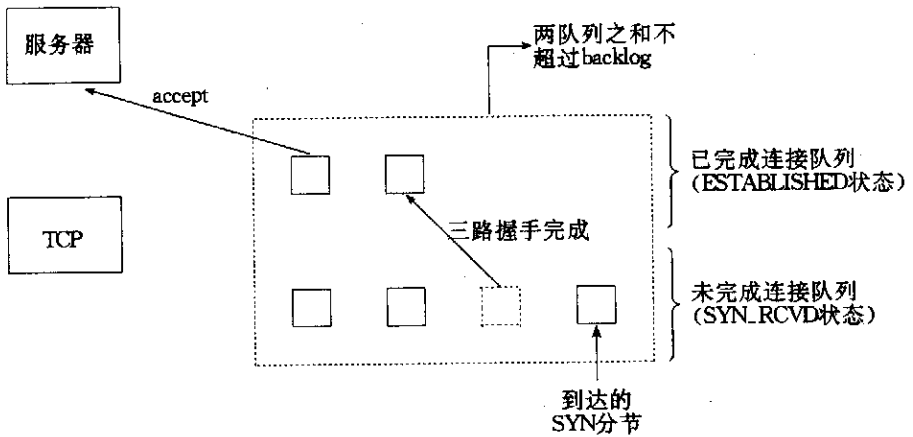 服务器
两队列之和不
超过backlog
accept
已完成连接队列
(ESTABLISHED状态)
TCP
三路握手完成
未完成连接队列
(SYN_RCVD状态)
到达的
SYN分节